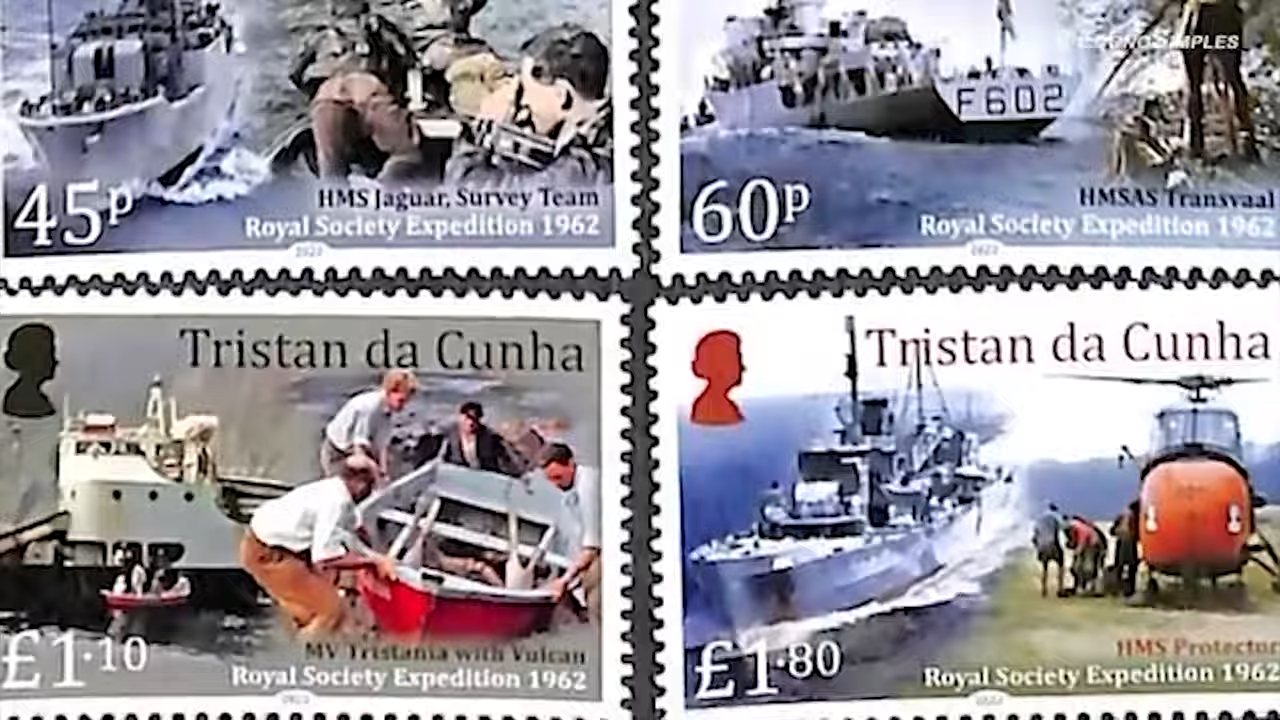 F602
45p
HMS Jaguar, Survey Team
Royal Society Expedition 1962
60p
HMSAS Transvaal
Royal Society Expedition 1962
2022
Tristan da Cunha
£1.10
MV Tristania with Vulcan
Royal Society Expedition 1962
Tristan da Cunha
£1.80
HMS Protector
Royal Society Expedition 1962